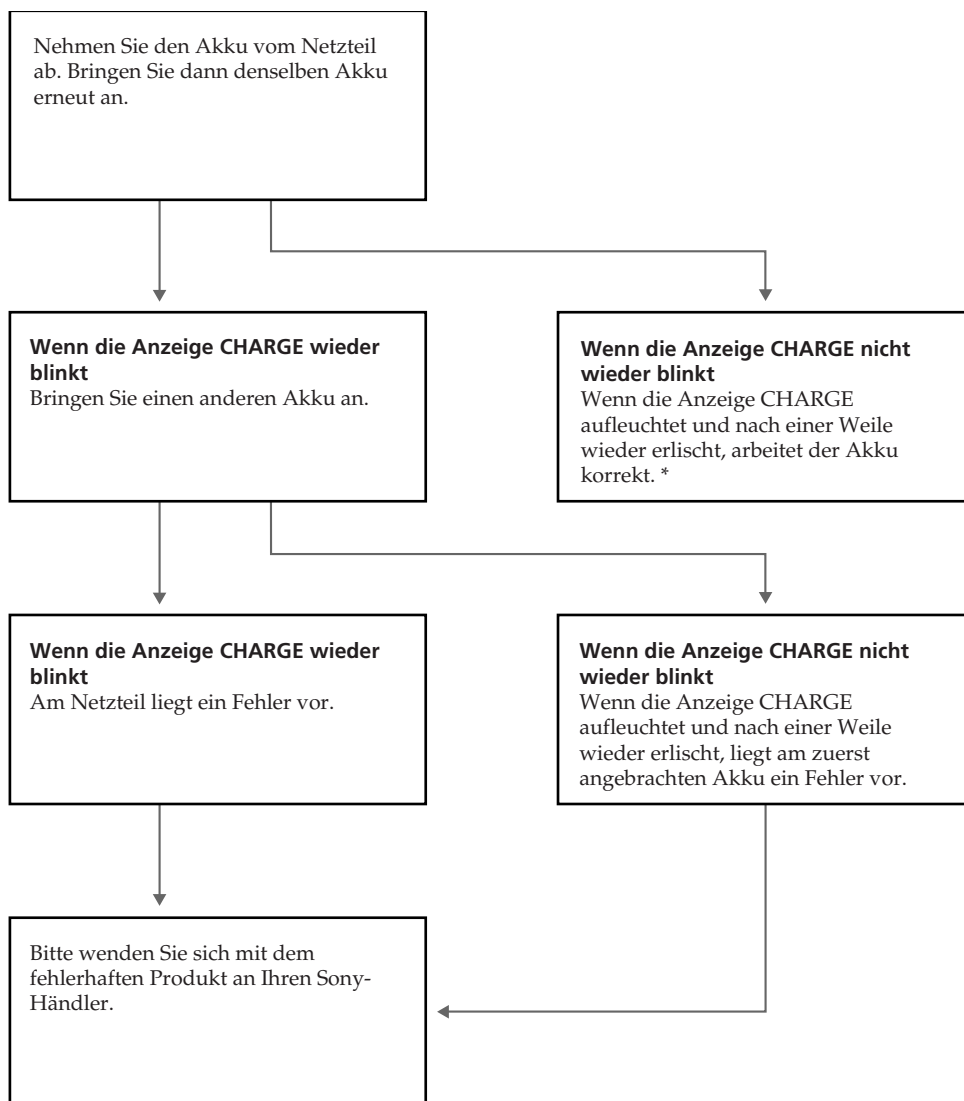 Nehmen Sie den Akku vom Netzteil
ab. Bringen Sie dann denselben Akku
erneut an.
Wenn die Anzeige CHARGE wieder
blinkt
Bringen Sie einen anderen Akku an.
Wenn die Anzeige CHARGE nicht
wieder blinkt
Wenn die Anzeige CHARGE
aufleuchtet und nach einer Weile
wieder erlischt, arbeitet der Akku
korrekt. *
Wenn die Anzeige CHARGE wieder
blinkt
Am Netzteil liegt ein Fehler vor.
Wenn die Anzeige CHARGE nicht
wieder blinkt
Wenn die Anzeige CHARGE
aufleuchtet und nach einer Weile
wieder erlischt, liegt am zuerst
angebrachten Akku ein Fehler vor.
Bitte wenden Sie sich mit dem
fehlerhaften Produkt an Ihren Sony-
Händler.